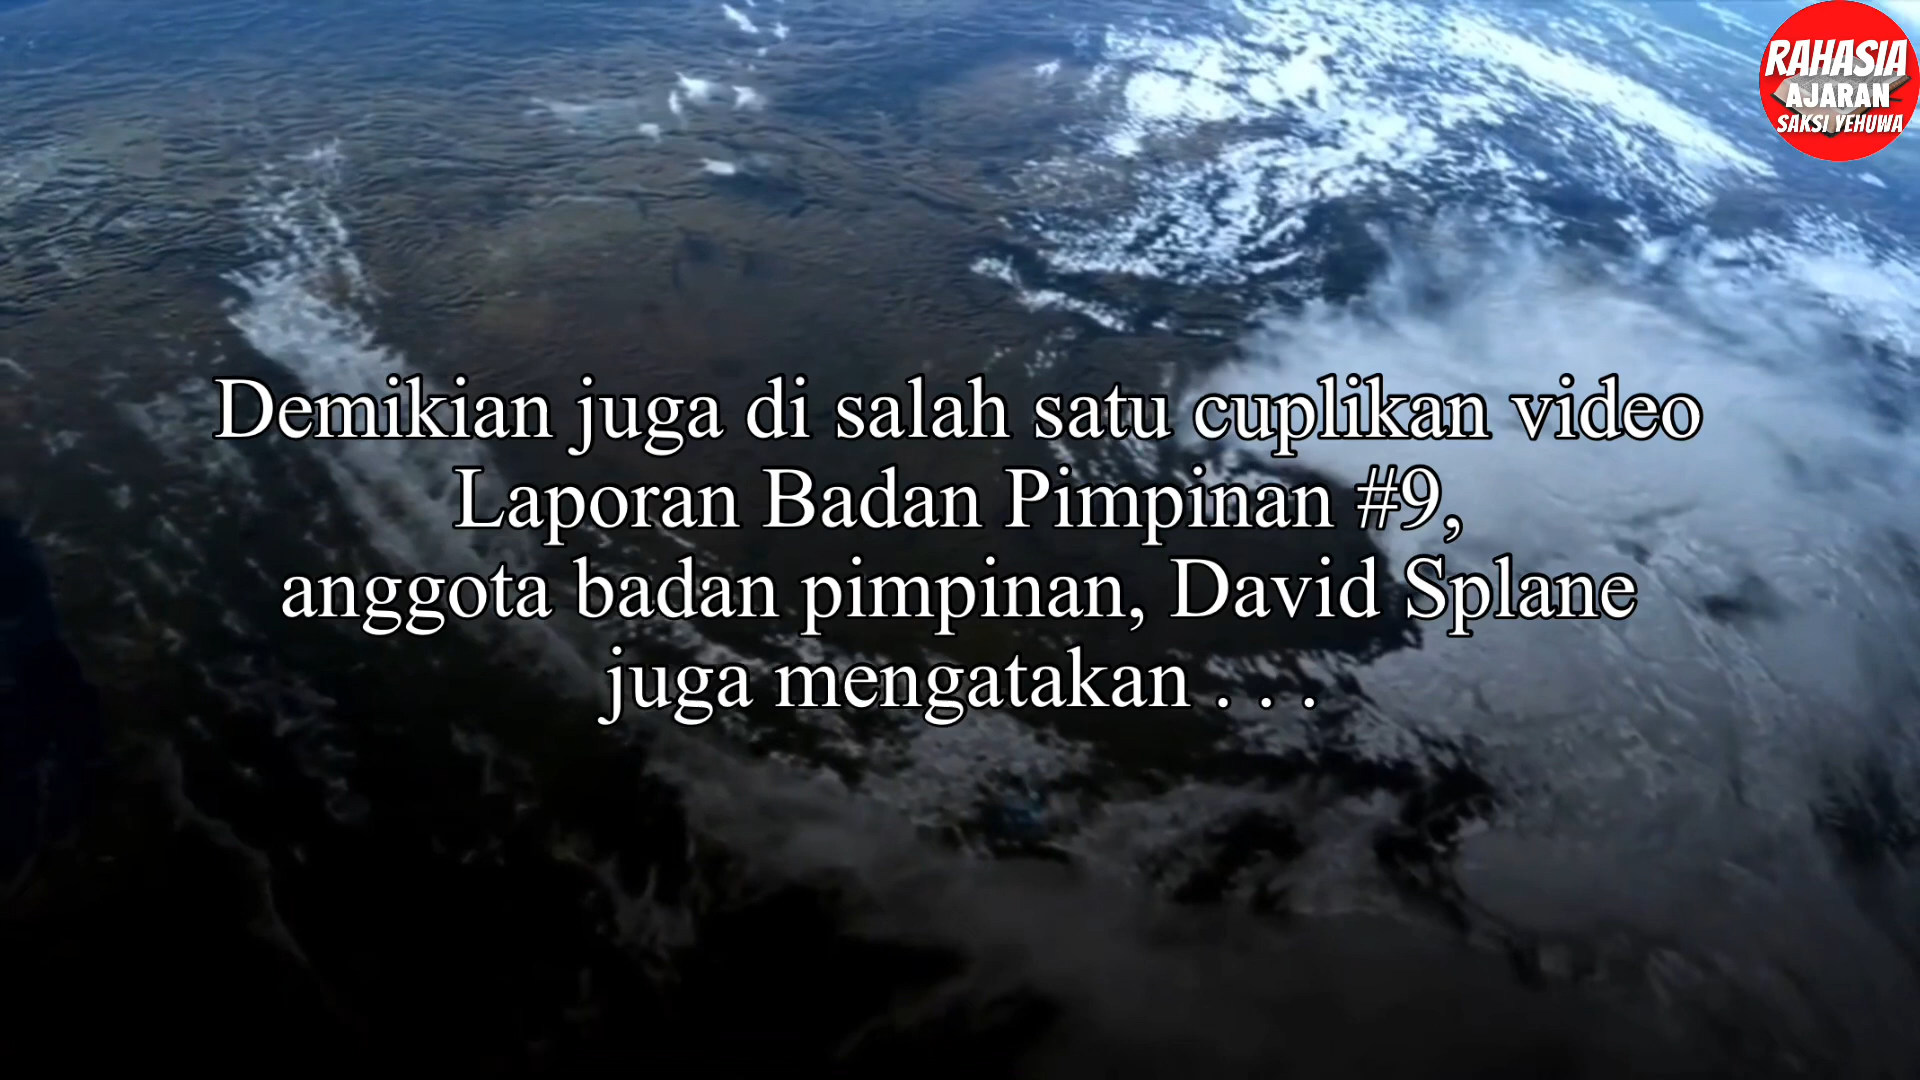 RAHASIA
AJARAN
SAKSI YEHUWA
Demikian juga di salah satu cuplikan video
Laporan Badan Pimpinan #9,
anggota badan pimpinan, David Splane
juga mengatakan . . .